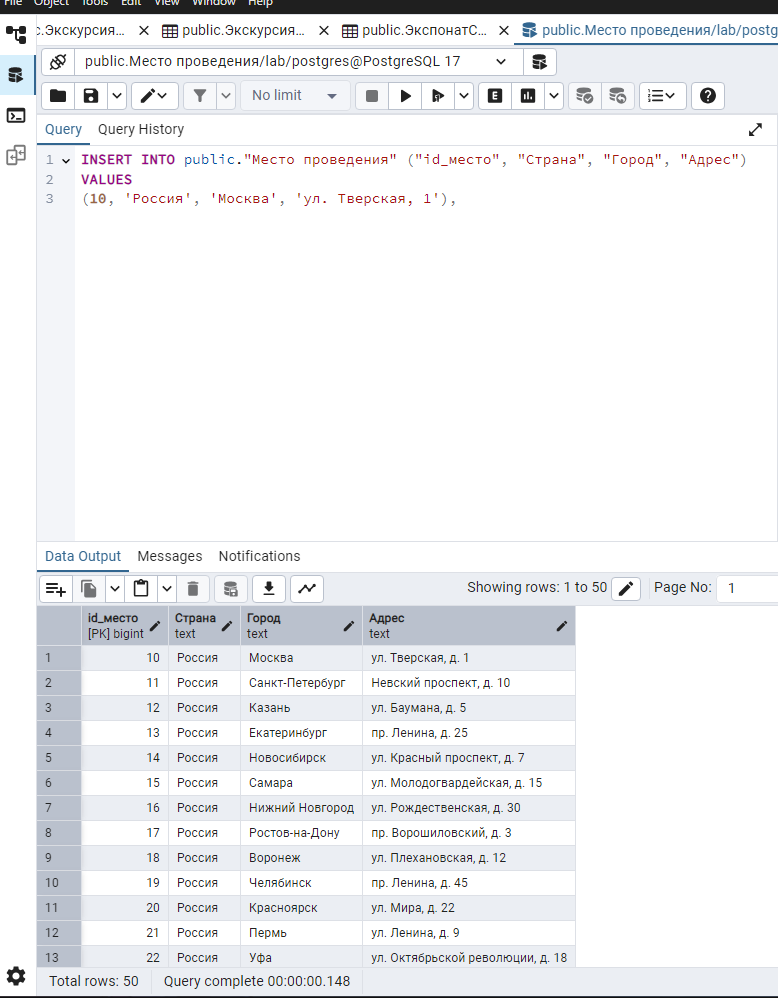 File Object Tools Edit View Window Help
с.Экскурсия... public.Экскурсия... public.ЭкспонатС... public.Место проведения/lab/postg
public.Место проведения/lab/postgres@PostgreSQL 17
No limit
E
Query Query History
1 INSERT INTO public."Место проведения" ("id_место", "Страна", "Город", "Адрес")
2 VALUES
3 (10, 'Россия', 'Москва', 'ул. Тверская, 1'),
Data Output Messages Notifications
Showing rows: 1 to 50 Page No: 1
id_место Страна Город Адрес
[PK] bigint text text text
1 10 Россия Москва ул. Тверская, д. 1
2 11 Россия Санкт-Петербург Невский проспект, д. 10
3 12 Россия Казань ул. Баумана, д. 5
4 13 Россия Екатеринбург пр. Ленина, д. 25
5 14 Россия Новосибирск ул. Красный проспект, д. 7
6 15 Россия Самара ул. Молодогвардейская, д. 15
7 16 Россия Нижний Новгород ул. Рождественская, д. 30
8 17 Россия Ростов-на-Дону пр. Ворошиловский, д. 3
9 18 Россия Воронеж ул. Плехановская, д. 12
10 19 Россия Челябинск пр. Ленина, д. 45
11 20 Россия Красноярск ул. Мира, д. 22
12 21 Россия Пермь ул. Ленина, д. 9
13 22 Россия Уфа ул. Октябрьской революции, д. 18
Total rows: 50 Query complete 00:00:00.148